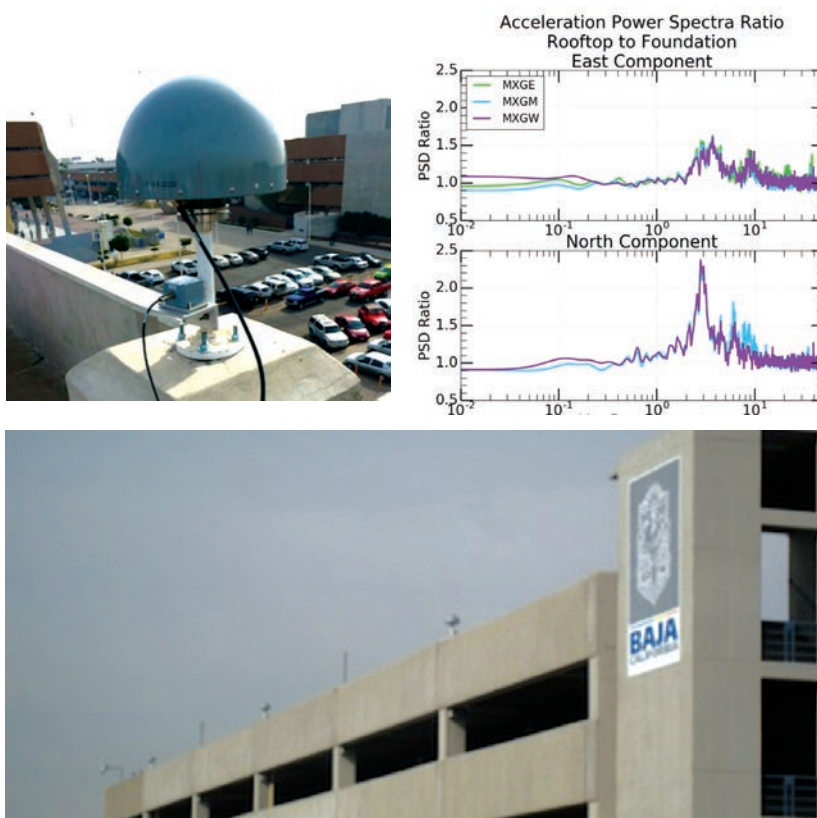 Acceleration Power Spectra Ratio
Rooftop to Foundation
East Component
2.5
2.0
1.5
1.0
0.5
PSD Ratio
MXGE
MXGM
MXGW
10⁻² 10⁻¹ 10⁰ 10¹
North Component
2.5
2.0
1.5
1.0
0.5
PSD Ratio
10⁻² 10⁻¹ 10⁰ 10¹
BAJA
CALIFORNIA